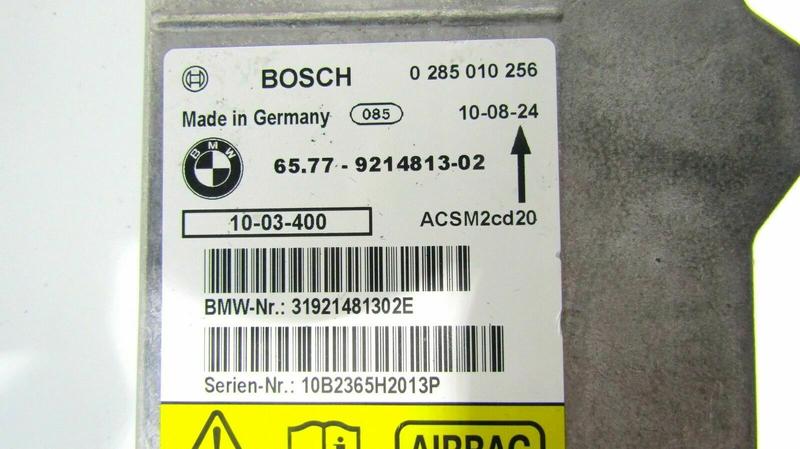 BOSCH 0 285 010 256
Made in Germany 085 10-08-24
BMW 65.77 - 9214813-02
10-03-400 ACSM2cd20
BMW-Nr.: 31921481302E
Serien-Nr.: 10B2365H2013P
AIRBAG